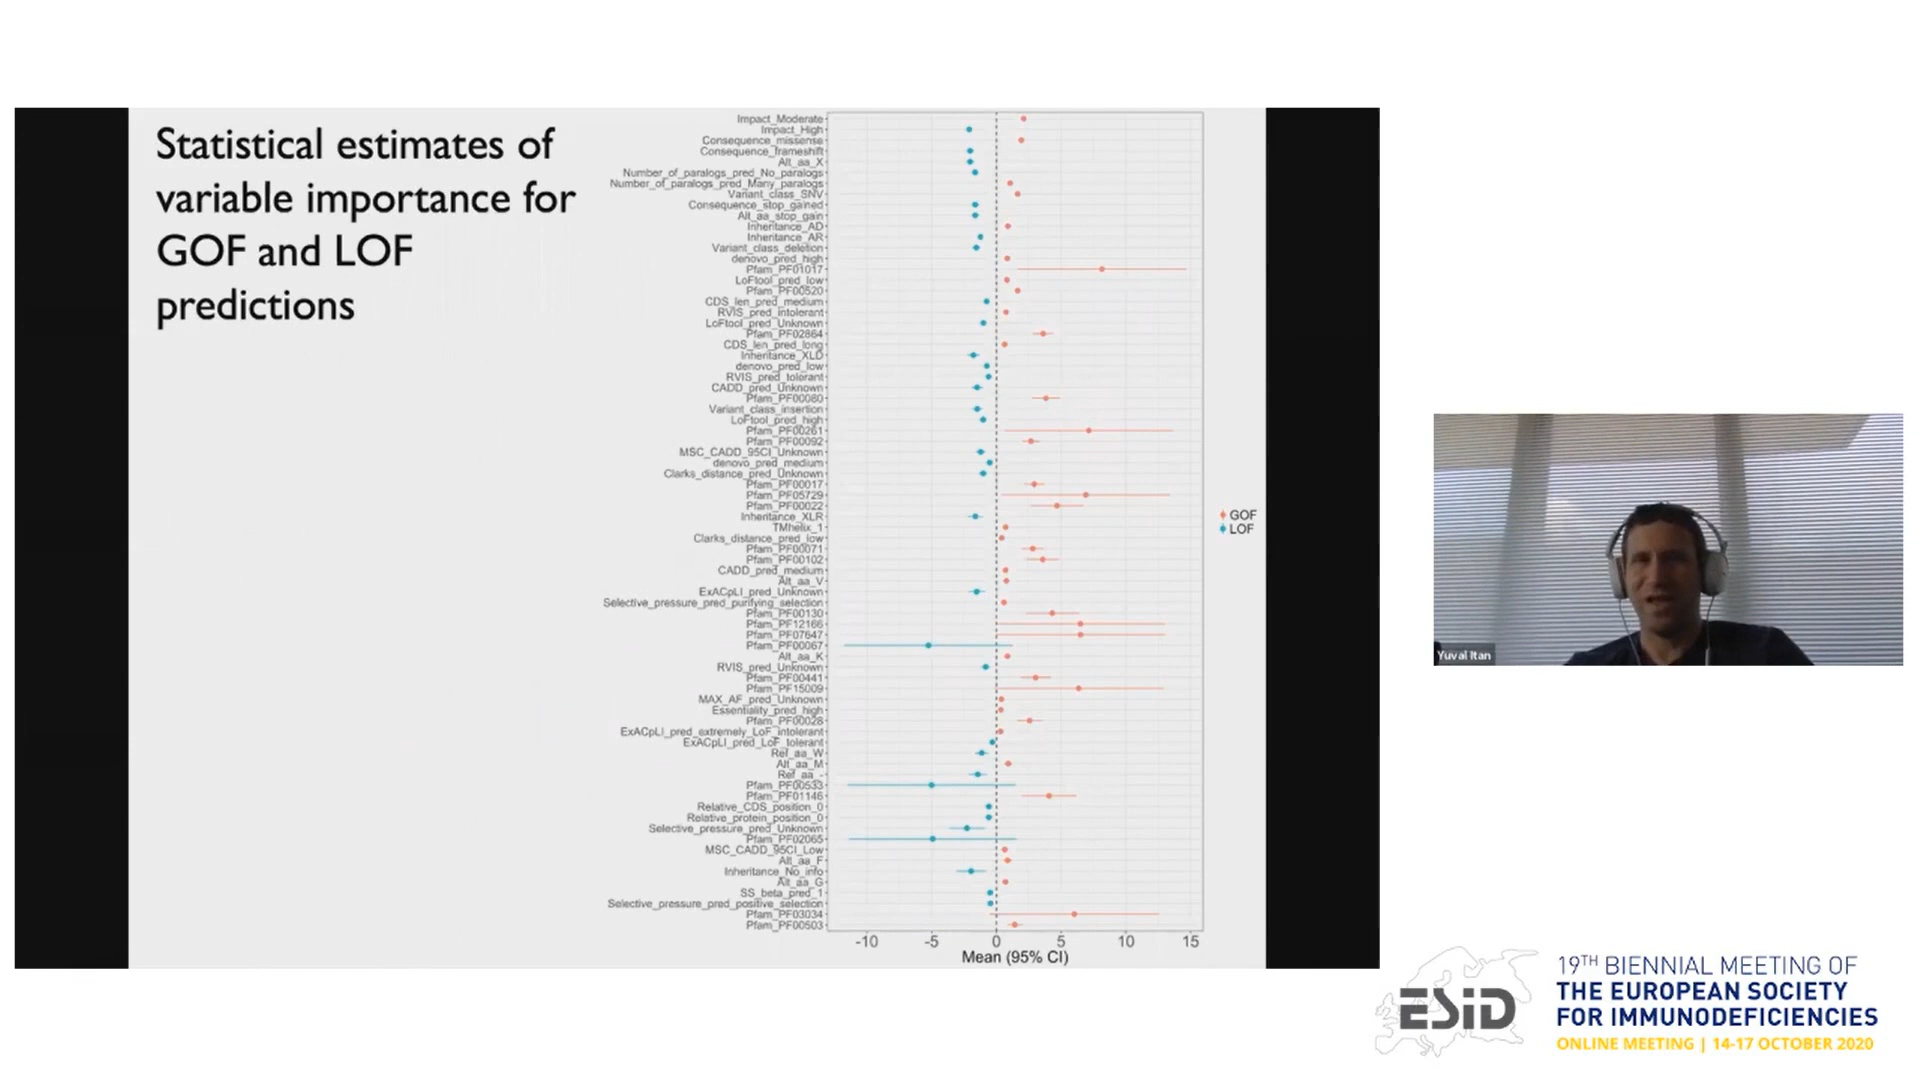 Statistical estimates of
variable importance for
GOF and LOF
predictions
Impact_Moderate
Impact_High
Consequence_missense
Consequence_frameshift
Alt_aa_X
Number_of_paralogs_pred_No_paralogs
Number_of_paralogs_pred_Many_paralogs
Variant_class_SNV
Consequence_stop_gained
Alt_aa_stop_gain
Inheritance_AD
Inheritance_AR
Variant_class_deletion
denovo_pred_high
Pfam_PF01017
LoFtool_pred_low
Pfam_PF00520
CDS_len_pred_medium
RVIS_pred_intolerant
LoFtool_pred_Unknown
Pfam_PF02864
CDS_len_pred_long
Inheritance_XLD
denovo_pred_low
RVIS_pred_tolerant
CADD_pred_Unknown
Pfam_PF00080
Variant_class_insertion
LoFtool_pred_high
Pfam_PF00261
Pfam_PF00092
MSC_CADD_95CI_Unknown
denovo_pred_medium
Clarks_distance_pred_Unknown
Pfam_PF00017
Pfam_PF05729
Pfam_PF00022
Inheritance_XLR
TMhelix_1
Clarks_distance_pred_low
Pfam_PF00071
Pfam_PF00102
CADD_pred_medium
Alt_aa_V
ExACpLI_pred_Unknown
Selective_pressure_pred_purifying_selection
Pfam_PF00130
Pfam_PF12166
Pfam_PF07647
Pfam_PF00067
Alt_aa_K
RVIS_pred_Unknown
Pfam_PF00441
Pfam_PF15009
MAX_AF_pred_Unknown
Essentiality_pred_high
Pfam_PF00028
ExACpLI_pred_extremely_LoF_intolerant
ExACpLI_pred_LoF_tolerant
Ref_aa_W
Alt_aa_M
Ref_aa_-
Pfam_PF00533
Pfam_PF01146
Relative_CDS_position_0
Relative_protein_position_0
Selective_pressure_pred_Unknown
Pfam_PF02065
MSC_CADD_95CI_Low
Alt_aa_F
Inheritance_No_info
Alt_aa_G
SS_beta_pred_1
Selective_pressure_pred_positive_selection
Pfam_PF03034
Pfam_PF00503
-10 -5 0 5 10 15
Mean (95% CI)
GOF
LOF
Yuval Itan
ESiD
19TH BIENNIAL MEETING OF
THE EUROPEAN SOCIETY
FOR IMMUNODEFICIENCIES
ONLINE MEETING | 14-17 OCTOBER 2020